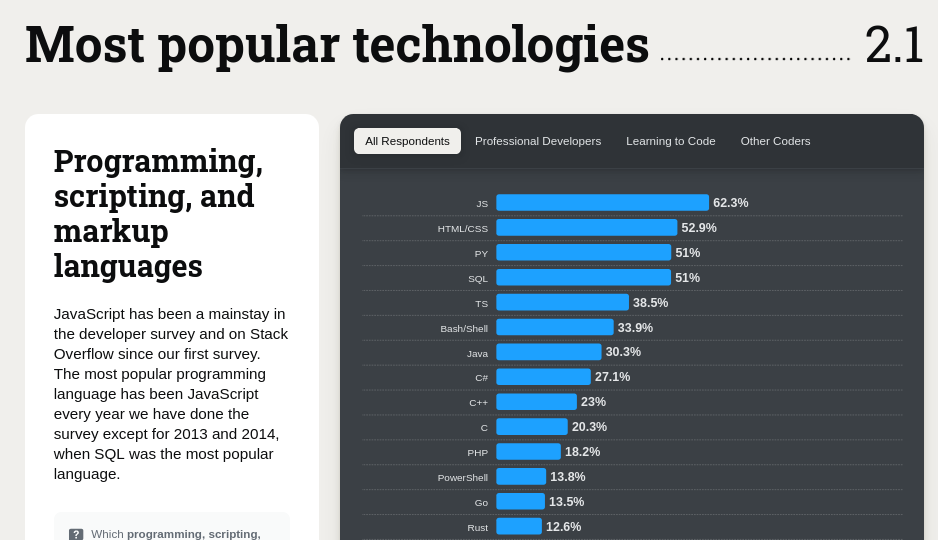 Most popular technologies .......................... 2.1
Programming,
scripting, and
markup
languages
JavaScript has been a mainstay in
the developer survey and on Stack
Overflow since our first survey.
The most popular programming
language has been JavaScript
every year we have done the
survey except for 2013 and 2014,
when SQL was the most popular
language.
? Which programming, scripting,
All Respondents Professional Developers Learning to Code Other Coders
JS 62.3%
HTML/CSS 52.9%
PY 51%
SQL 51%
TS 38.5%
Bash/Shell 33.9%
Java 30.3%
C# 27.1%
C++ 23%
C 20.3%
PHP 18.2%
PowerShell 13.8%
Go 13.5%
Rust 12.6%